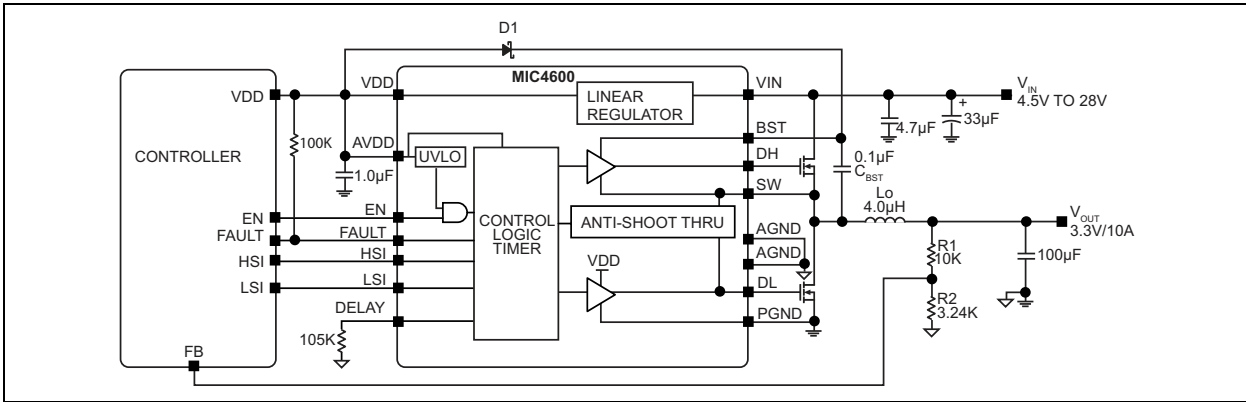 D1
MIC4600
VDD
VDD
VIN
V_IN
4.5V TO 28V
LINEAR
REGULATOR
4.7µF
+
33µF
100K
AVDD
UVLO
BST
CONTROLLER
1.0µF
DH
0.1µF
C_BST
SW
Lo
4.0µH
EN
EN
CONTROL
LOGIC
TIMER
ANTI-SHOOT THRU
AGND
V_OUT
3.3V/10A
FAULT
FAULT
AGND
R1
10K
100µF
HSI
HSI
VDD
LSI
LSI
DL
R2
3.24K
DELAY
PGND
105K
FB